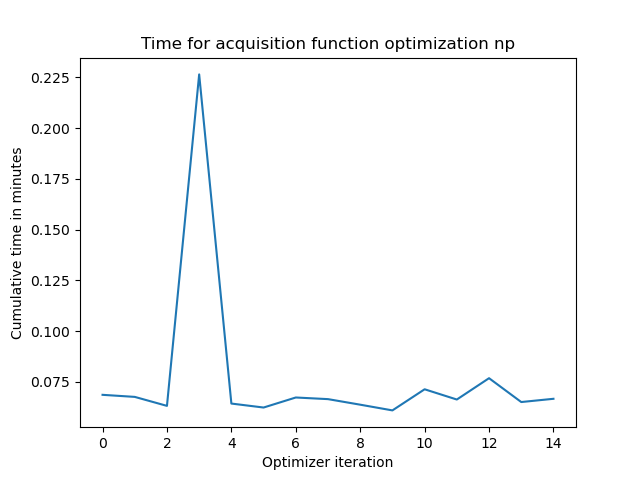 Time for acquisition function optimization np
Cumulative time in minutes
0.225
0.200
0.175
0.150
0.125
0.100
0.075
0 2 4 6 8 10 12 14
Optimizer iteration